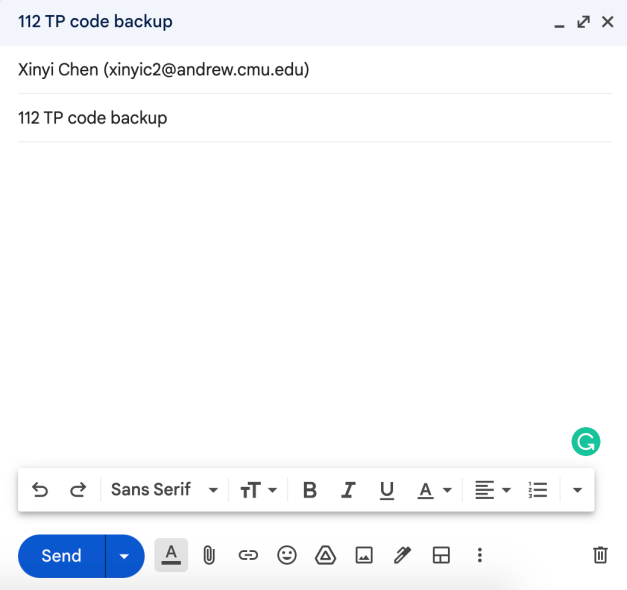 112 TP code backup
Xinyi Chen (xinyic2@andrew.cmu.edu)
112 TP code backup
Sans Serif
Send